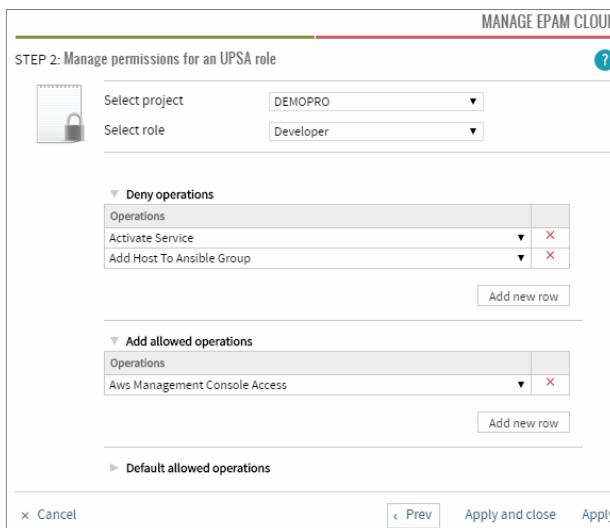 MANAGE EPAM CLOUD
STEP 2: Manage permissions for an UPSA role
?
Select project DEMOPRO
Select role Developer
Deny operations
Operations
Activate Service
Add Host To Ansible Group
Add new row
Add allowed operations
Operations
Aws Management Console Access
Add new row
Default allowed operations
× Cancel ‹ Prev Apply and close Apply